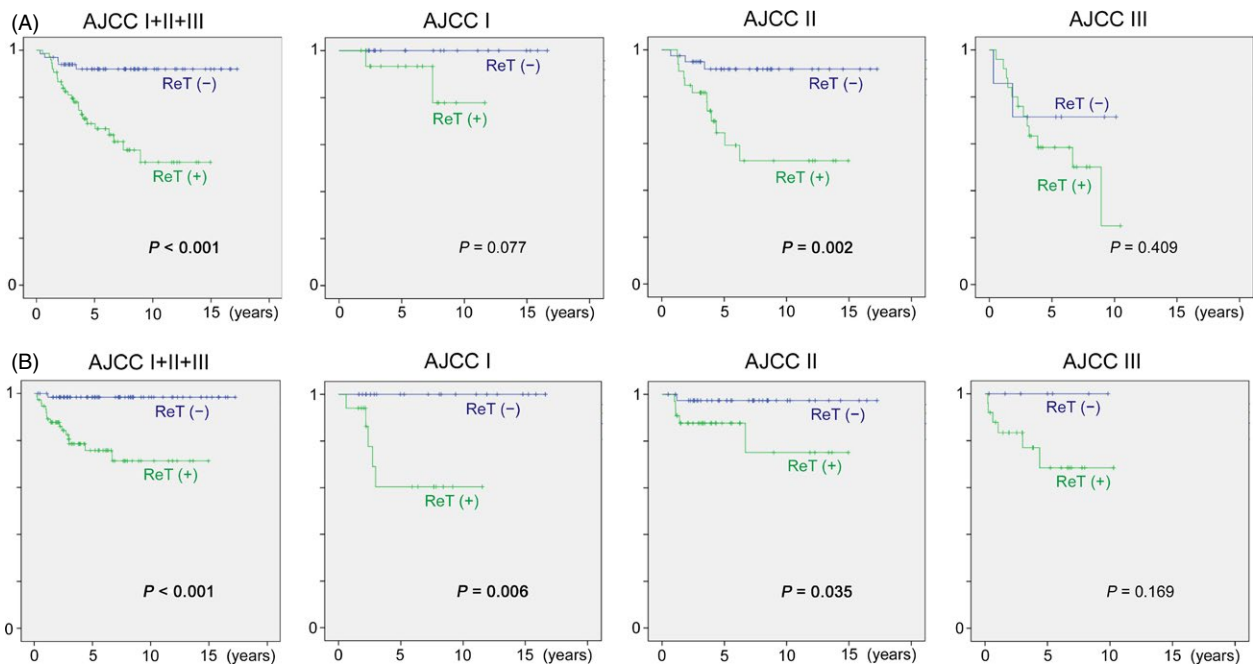 (A)
AJCC I+II+III
1
ReT (−)
ReT (+)
P < 0.001
0
0 5 10 15 (years)
AJCC I
1
ReT (−)
ReT (+)
P = 0.077
0
0 5 10 15 (years)
AJCC II
1
ReT (−)
ReT (+)
P = 0.002
0
0 5 10 15 (years)
AJCC III
1
ReT (−)
ReT (+)
P = 0.409
0
0 5 10 15 (years)
(B)
AJCC I+II+III
1
ReT (−)
ReT (+)
P < 0.001
0
0 5 10 15 (years)
AJCC I
1
ReT (−)
ReT (+)
P = 0.006
0
0 5 10 15 (years)
AJCC II
1
ReT (−)
ReT (+)
P = 0.035
0
0 5 10 15 (years)
AJCC III
1
ReT (−)
ReT (+)
P = 0.169
0
0 5 10 15 (years)